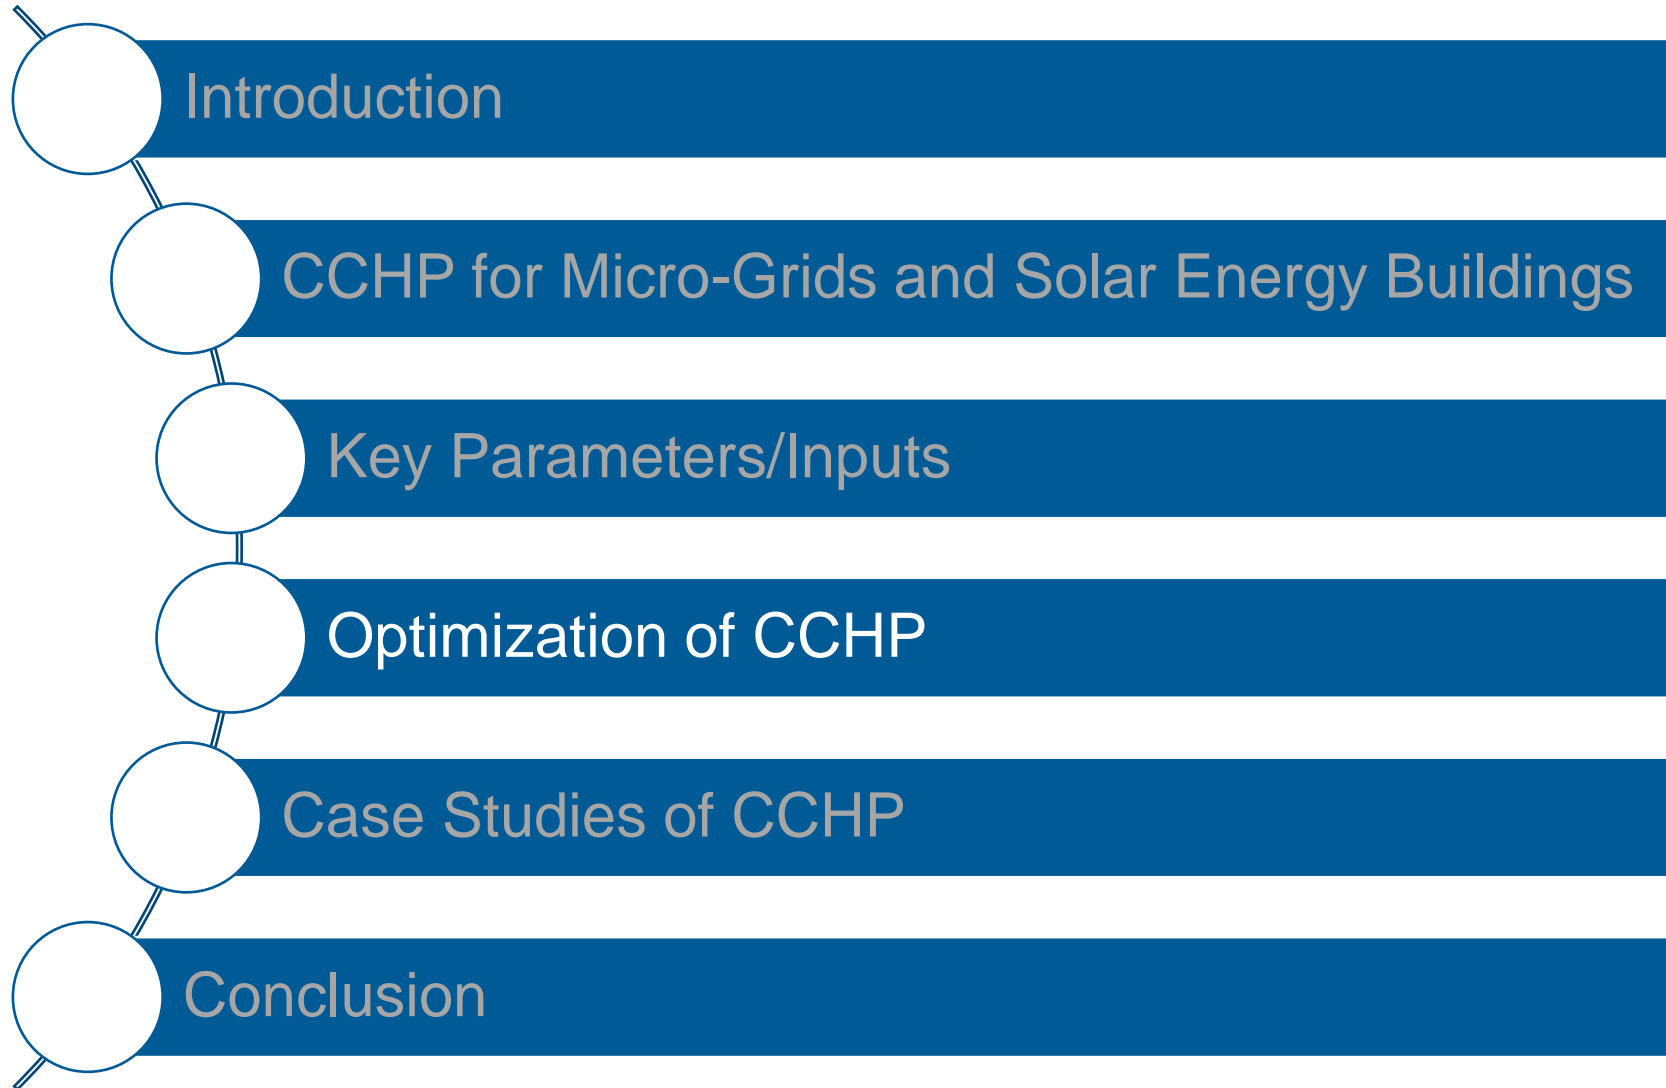 Introduction
CCHP for Micro-Grids and Solar Energy Buildings
Key Parameters/Inputs
Optimization of CCHP
Case Studies of CCHP
Conclusion